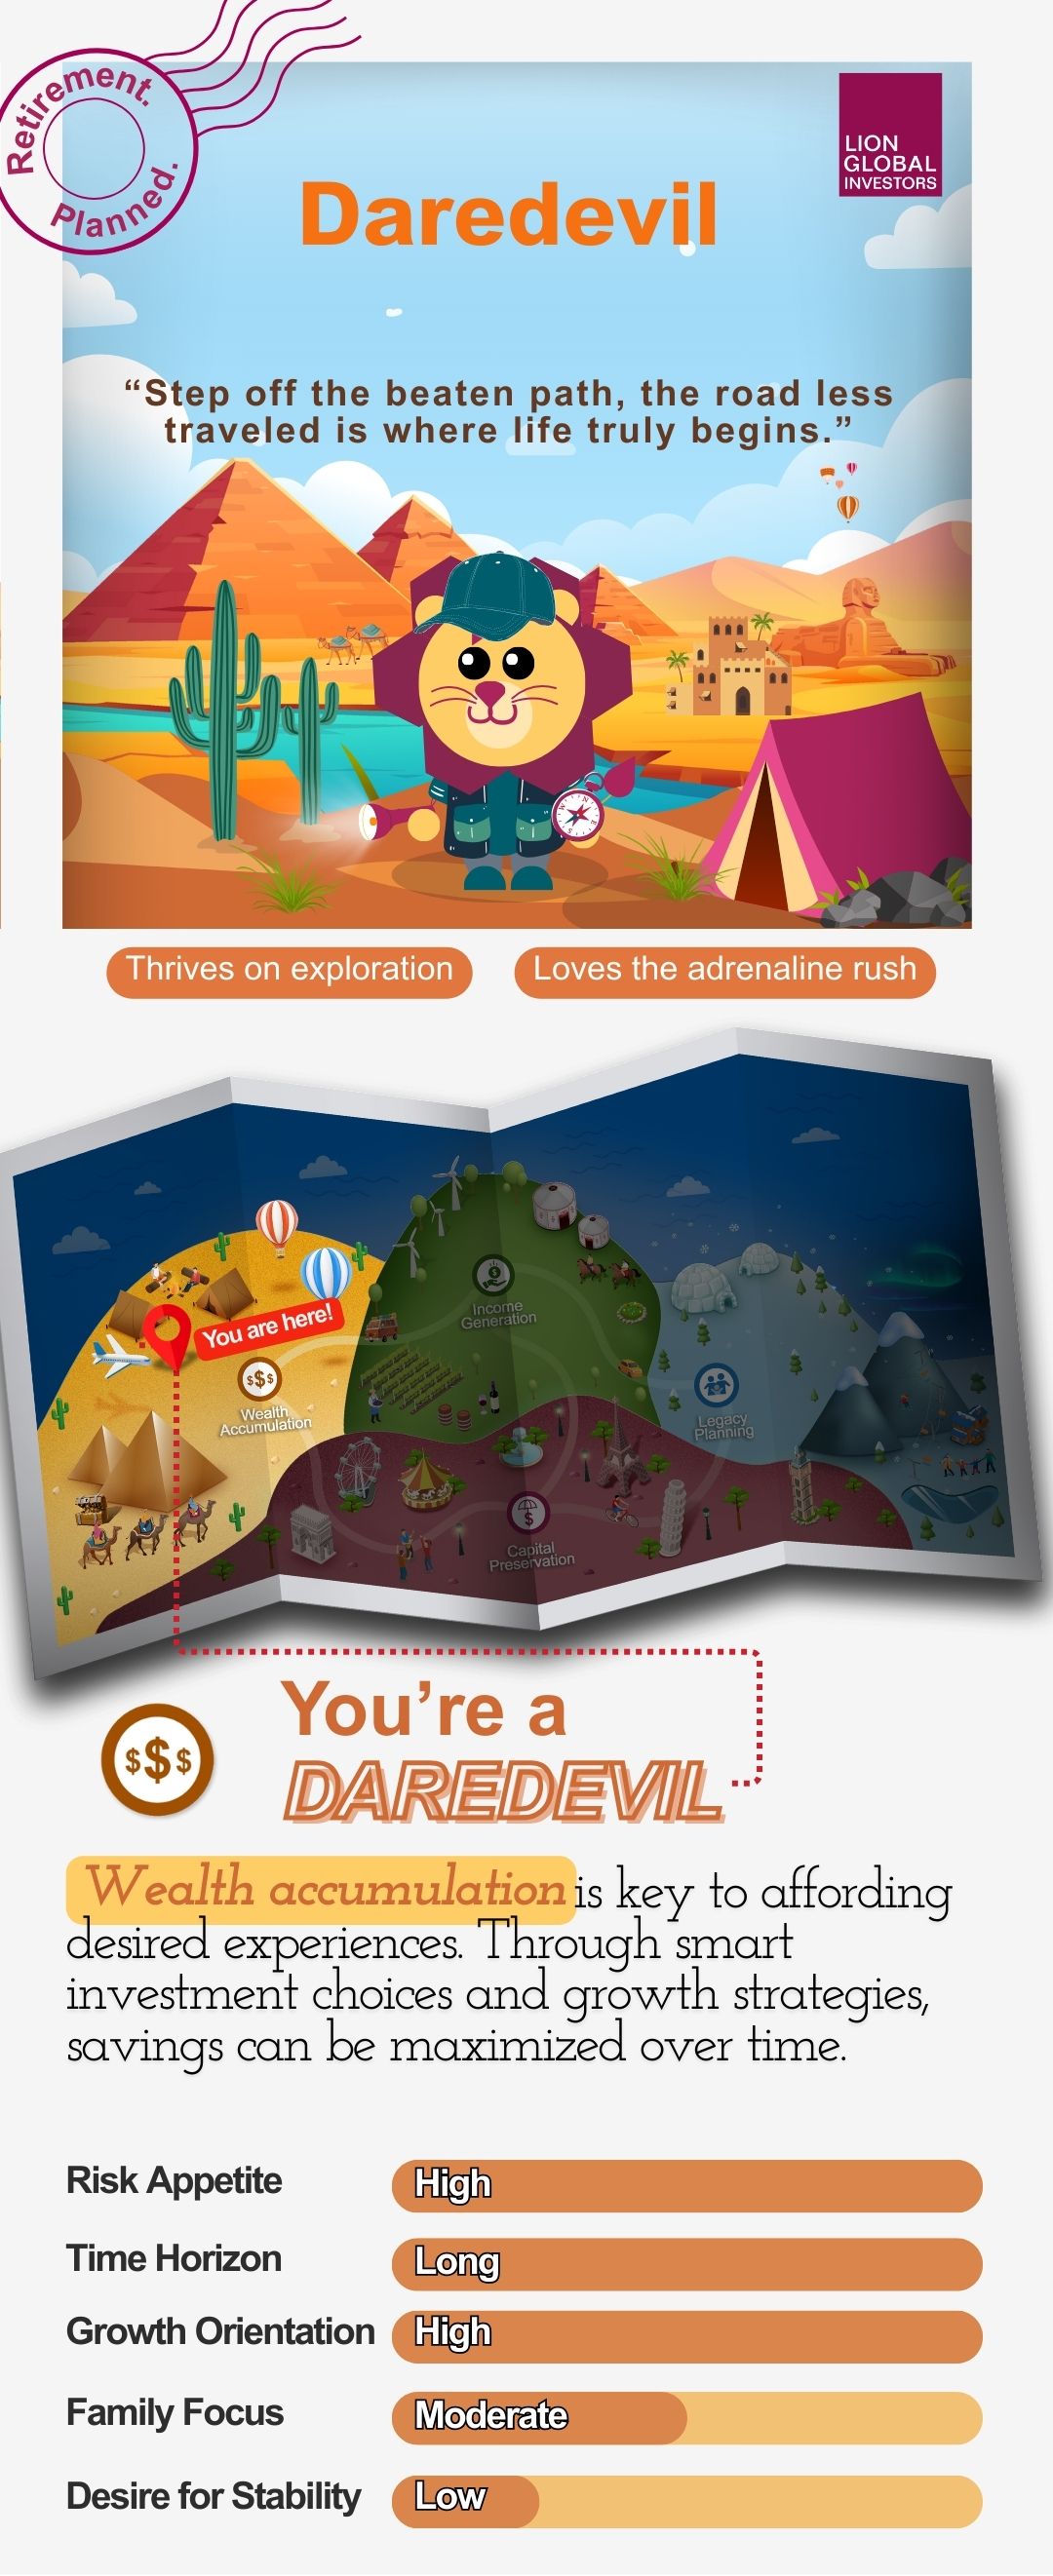 Retirement.
Planned.
LION
GLOBAL
INVESTORS
Daredevil
“Step off the beaten path, the road less
traveled is where life truly begins.”
Thrives on exploration
Loves the adrenaline rush
You are here!
$$$
Wealth
Accumulation
$
Income
Generation
Legacy
Planning
$
Capital
Preservation
You’re a
$$$
DAREDEVIL
Wealth accumulation is key to affording
desired experiences. Through smart
investment choices and growth strategies,
savings can be maximized over time.
Risk Appetite High
Time Horizon Long
Growth Orientation High
Family Focus Moderate
Desire for Stability Low